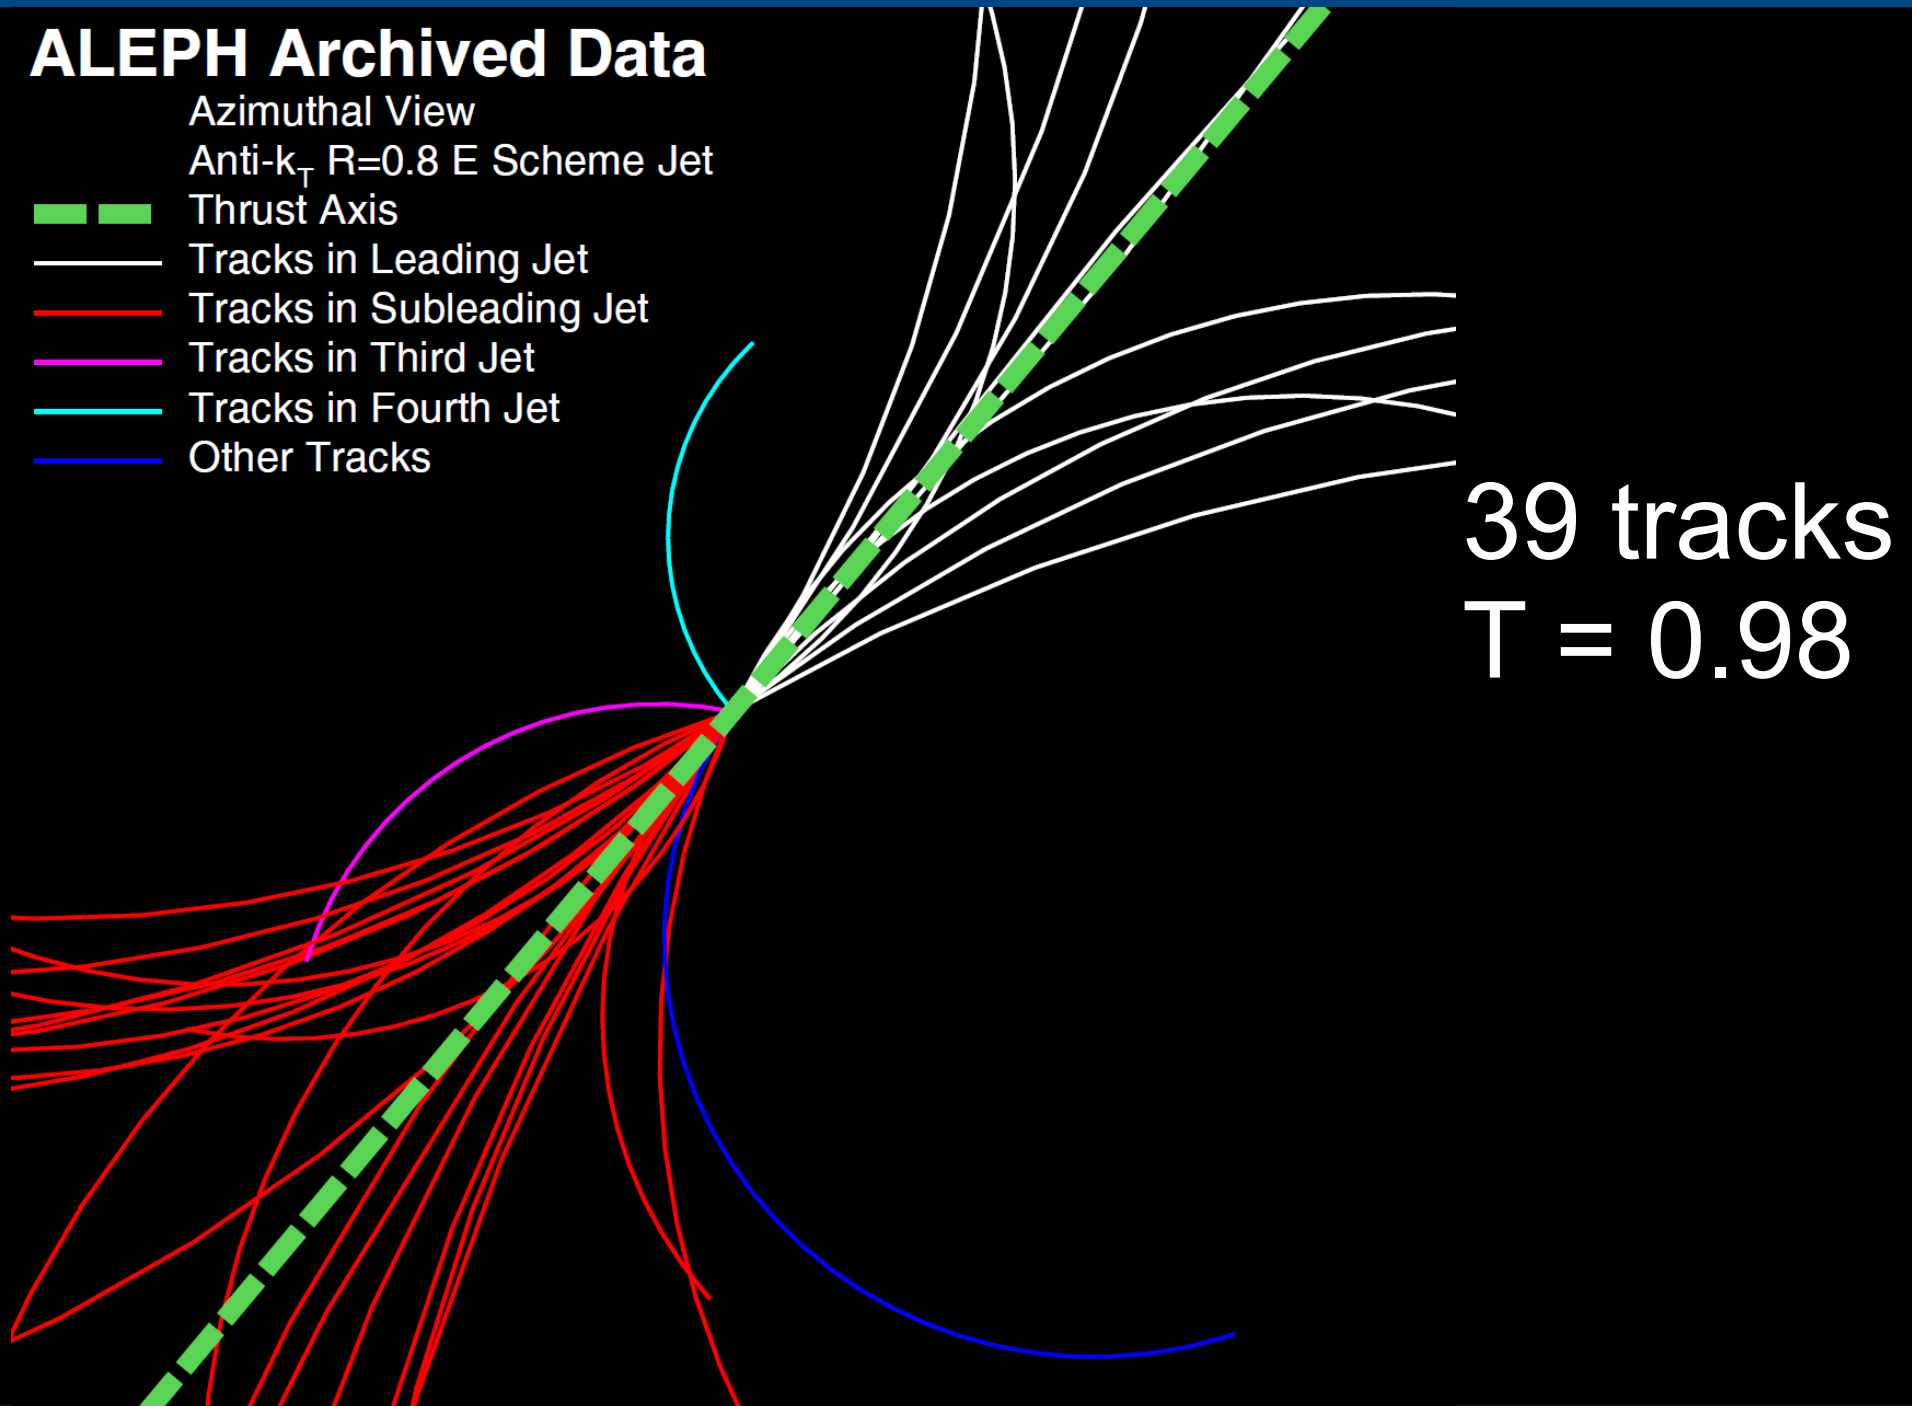 ALEPH Archived Data
Azimuthal View
Anti-k_T R=0.8 E Scheme Jet
Thrust Axis
Tracks in Leading Jet
Tracks in Subleading Jet
Tracks in Third Jet
Tracks in Fourth Jet
Other Tracks
39 tracks
T = 0.98